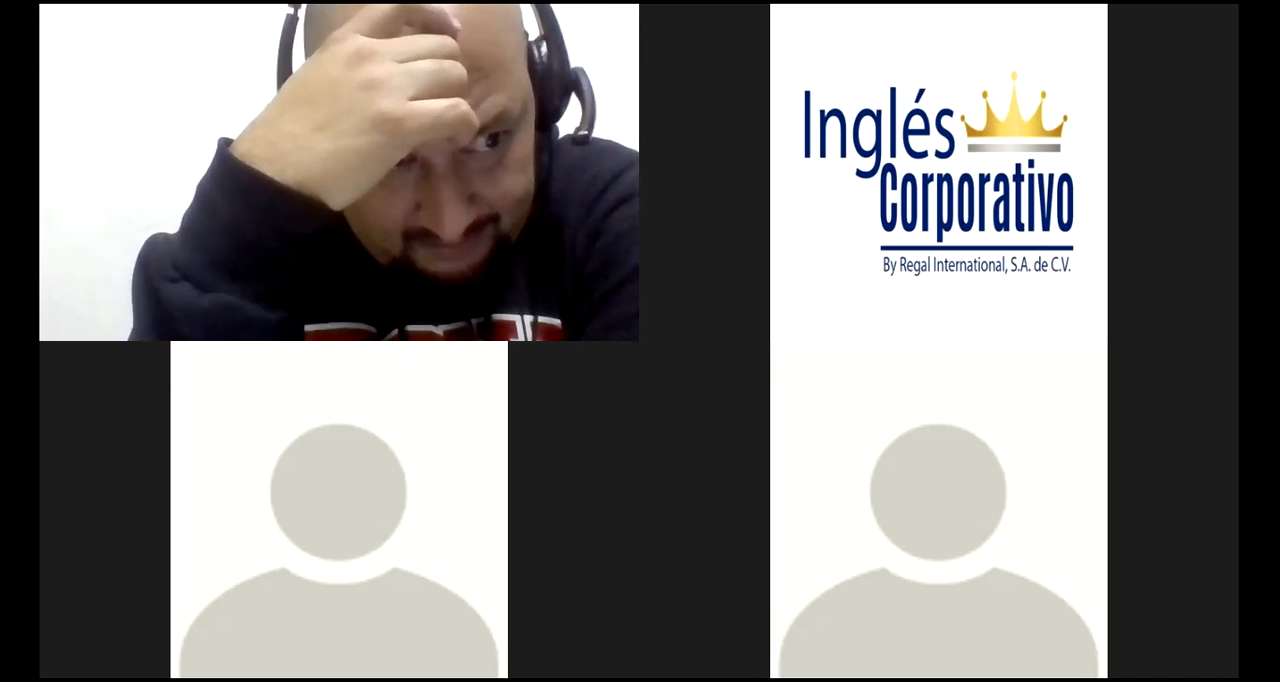 Inglés
Corporativo
By Regal International, S.A. de C.V.